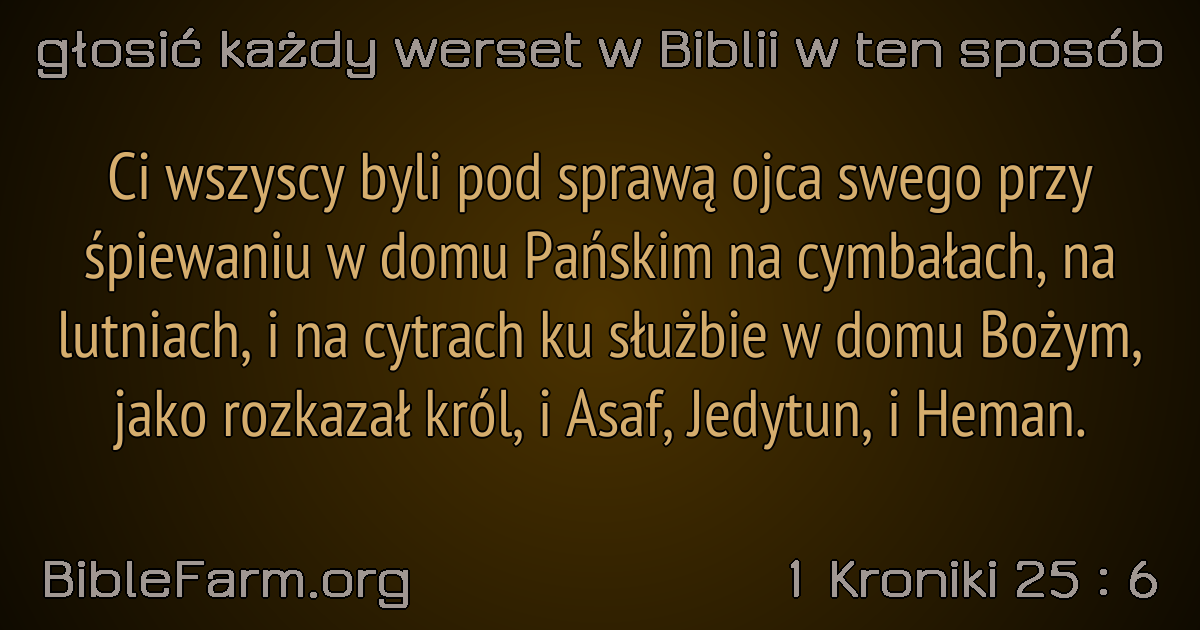 głosić każdy werset w Biblii w ten sposób
Ci wszyscy byli pod sprawą ojca swego przy
śpiewaniu w domu Pańskim na cymbałach, na
lutniach, i na cytrach ku służbie w domu Bożym,
jako rozkazał król, i Asaf, Jedytun, i Heman.
BibleFarm.org
1 Kroniki 25 : 6